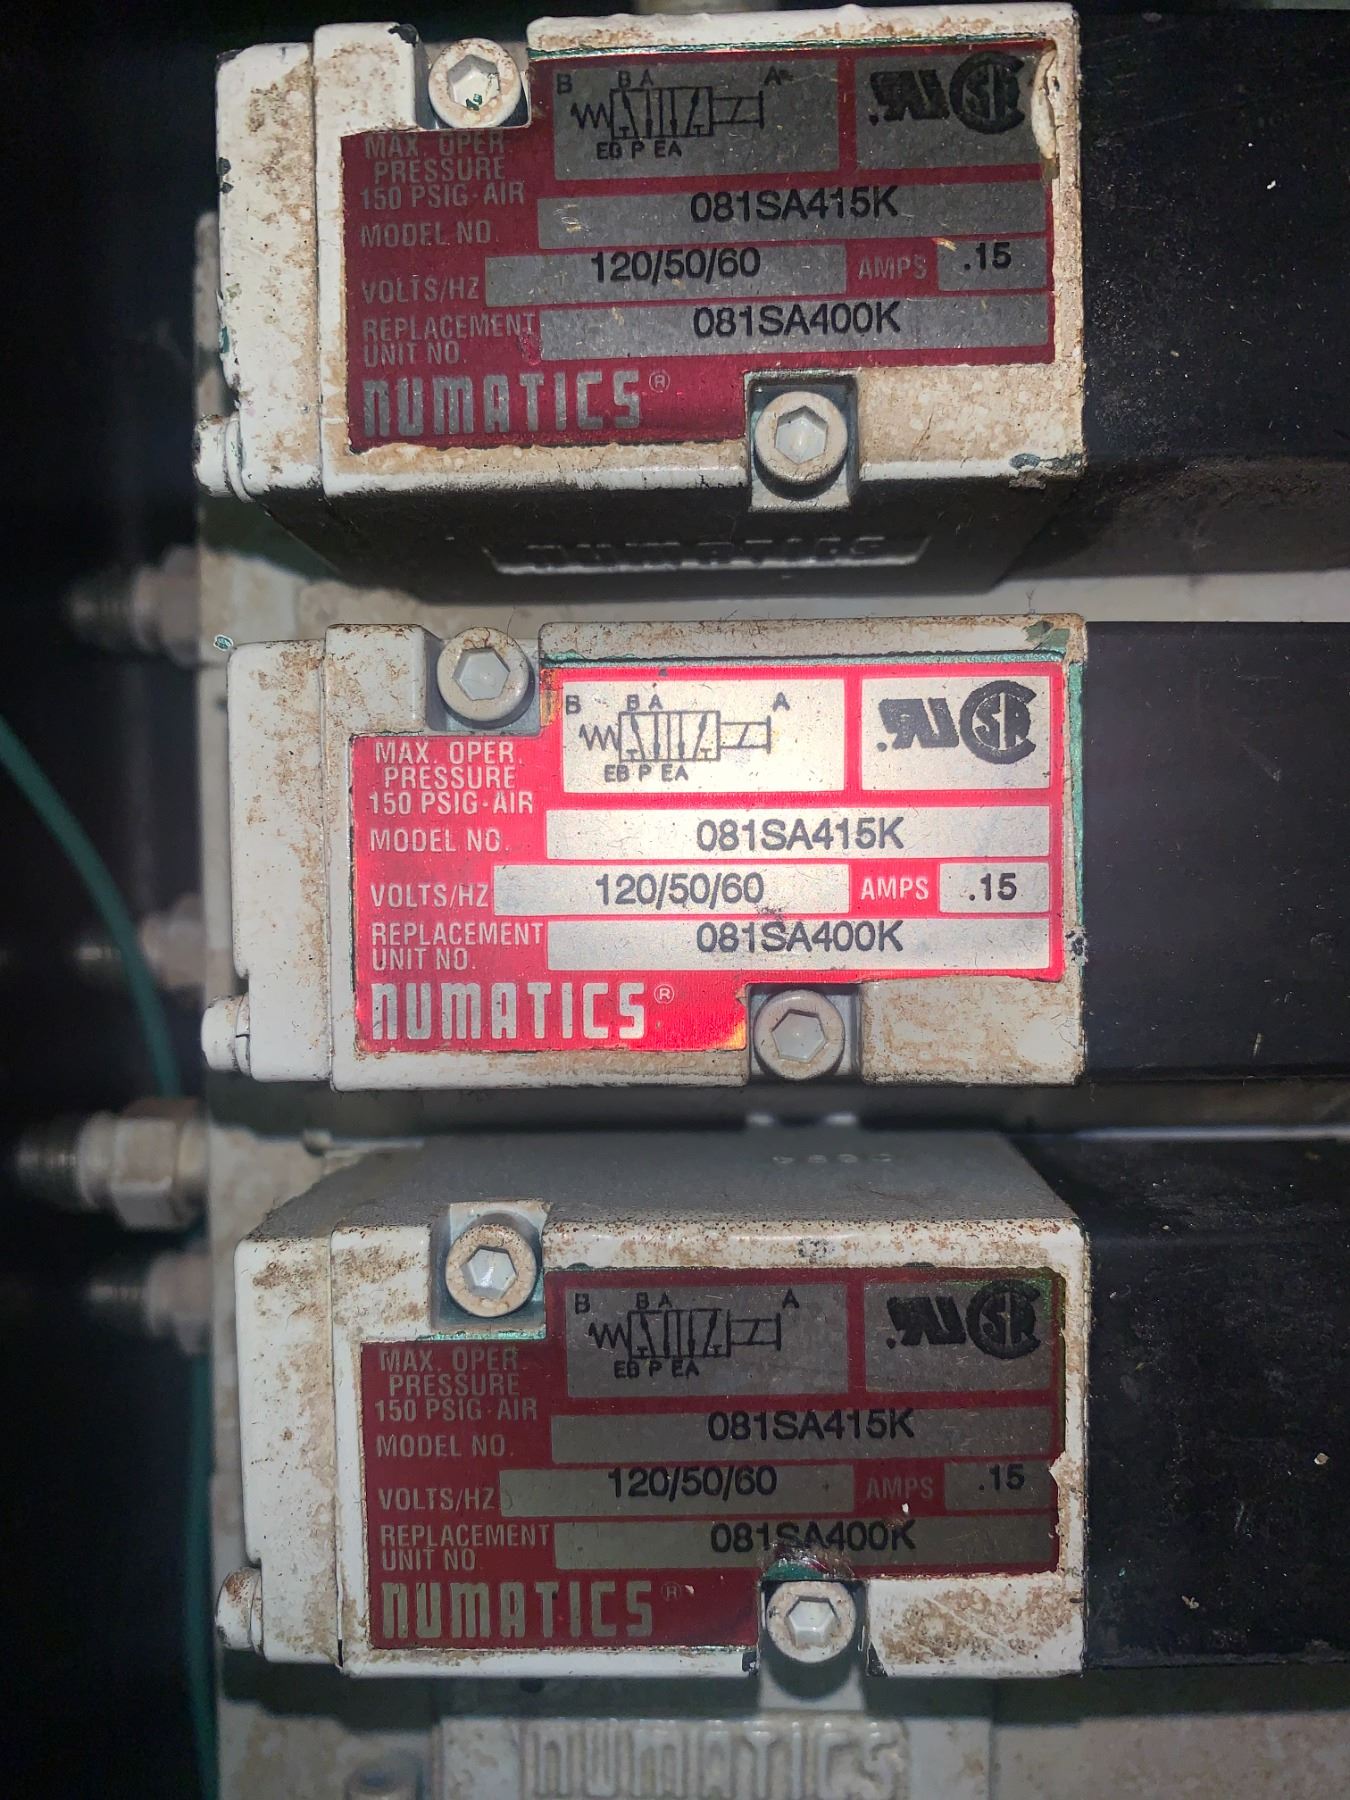 B B A A
EB P EA
MAX. OPER.
PRESSURE
150 PSIG-AIR
MODEL NO. 081SA415K
VOLTS/HZ 120/50/60 AMPS .15
REPLACEMENT
UNIT NO. 081SA400K
NUMATICS®
NUMATICS
B B A A
EB P EA
MAX. OPER.
PRESSURE
150 PSIG-AIR
MODEL NO. 081SA415K
VOLTS/HZ 120/50/60 AMPS .15
REPLACEMENT
UNIT NO. 081SA400K
NUMATICS®
B B A A
EB P EA
MAX. OPER.
PRESSURE
150 PSIG-AIR
MODEL NO. 081SA415K
VOLTS/HZ 120/50/60 AMPS .15
REPLACEMENT
UNIT NO. 081SA400K
NUMATICS®
NUMATICS